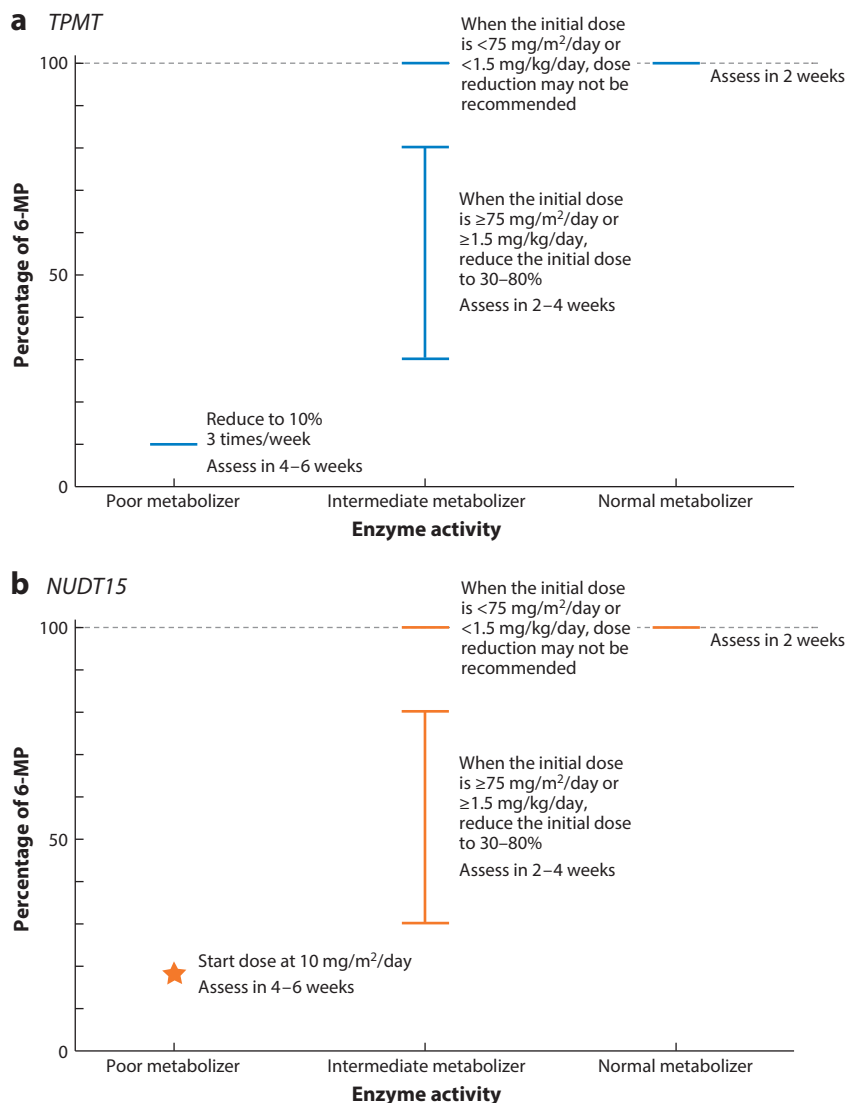 a TPMT
When the initial dose
is <75 mg/m²/day or
<1.5 mg/kg/day, dose
reduction may not be
recommended
Assess in 2 weeks
100
When the initial dose
is ≥75 mg/m²/day or
≥1.5 mg/kg/day,
reduce the initial dose
to 30–80%
Assess in 2–4 weeks
50
Percentage of 6-MP
Reduce to 10%
3 times/week
Assess in 4–6 weeks
0
Poor metabolizer
Intermediate metabolizer
Normal metabolizer
Enzyme activity
b NUDT15
When the initial dose
is <75 mg/m²/day or
<1.5 mg/kg/day, dose
reduction may not be
recommended
Assess in 2 weeks
100
When the initial dose
is ≥75 mg/m²/day or
≥1.5 mg/kg/day,
reduce the initial dose
to 30–80%
Assess in 2–4 weeks
50
Percentage of 6-MP
Start dose at 10 mg/m²/day
Assess in 4–6 weeks
0
Poor metabolizer
Intermediate metabolizer
Normal metabolizer
Enzyme activity